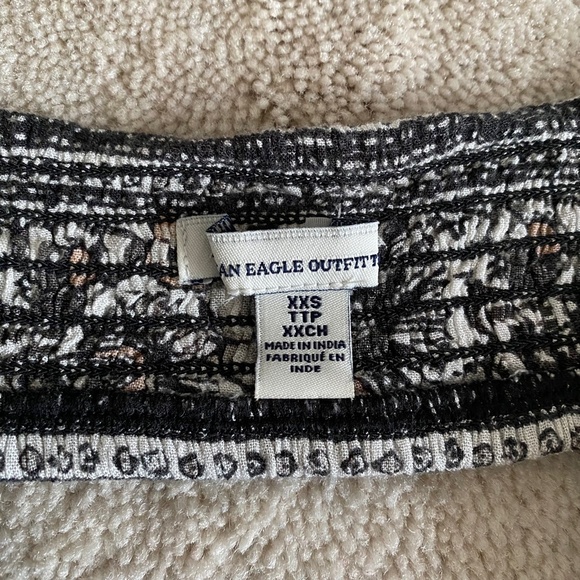 AN EAGLE OUTFITT
XXS
TTP
XXCH
MADE IN INDIA
FABRIQUÉ EN
INDE